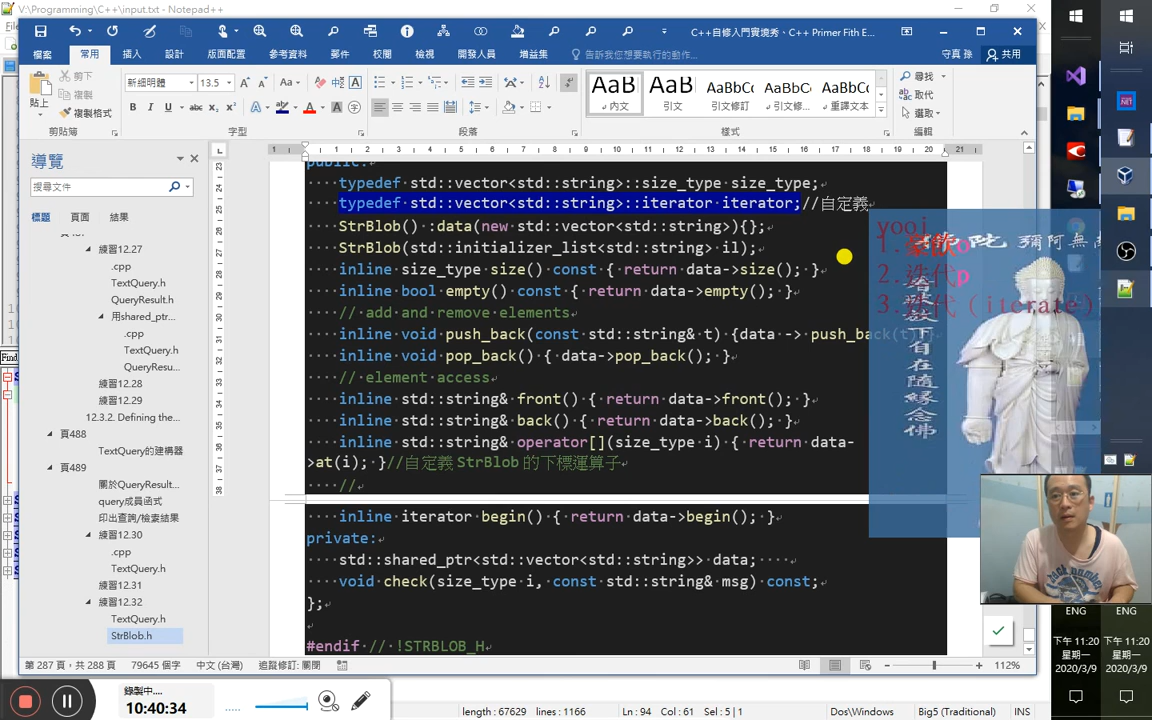 V:\Programming\C++\input.txt - Notepad++
C++自修入門實境秀、C++ Primer Fith E...
檔案
常用
插入
設計
版面配置
參考資料
郵件
校閱
檢視
開發人員
增益集
告訴我您想要執行的動作...
守真 孫
共用
貼上
剪下
複製
複製格式
剪貼簿
新細明體
13.5
字型
段落
AaB
內文
AaB
引文
AaBbCc
引文修訂
AaBbCc
引文修...
AaBbCc
重譯本文
樣式
尋找
取代
選取
編輯
導覽
搜尋文件
標題 頁面 結果
練習12.27
.cpp
TextQuery.h
QueryResult.h
用shared_ptr...
.cpp
TextQuery.h
QueryResu...
練習12.28
練習12.29
12.3.2. Defining the...
頁488
TextQuery的建構器
頁489
關於QueryResult...
query成員函式
印出查詢/檢索結果
練習12.30
.cpp
TextQuery.h
練習12.31
練習12.32
TextQuery.h
StrBlob.h
public:
typedef std::vector<std::string>::size_type size_type;
typedef std::vector<std::string>::iterator iterator;//自定義
StrBlob() :data(new std::vector<std::string>){};
StrBlob(std::initializer_list<std::string> il);
inline size_type size() const { return data->size(); }
inline bool empty() const { return data->empty(); }
// add and remove elements
inline void push_back(const std::string& t) {data -> push_back(t)
inline void pop_back() { data->pop_back(); }
// element access
inline std::string& front() { return data->front(); }
inline std::string& back() { return data->back(); }
inline std::string& operator[](size_type i) { return data-
>at(i); }//自定義 StrBlob 的下標運算子
//
inline iterator begin() { return data->begin(); }
private:
std::shared_ptr<std::vector<std::string>> data;
void check(size_type i, const std::string& msg) const;
};
#endif // !STRBLOB_H
yooi
2.迭代p
3.迭代（iterate）
陀 彌阿無
皆放下自在隨緣念佛
第 287 頁，共 288 頁 79645 個字 中文 (台灣) 追蹤修訂: 關閉
112%
錄製中....
10:40:34
length : 67629 lines : 1166
Ln : 94 Col : 61 Sel : 5 | 1
Dos\Windows
Big5 (Traditional)
INS
ENG
下午 11:20
星期一
2020/3/9
ENG
下午 11:20
星期一
2020/3/9